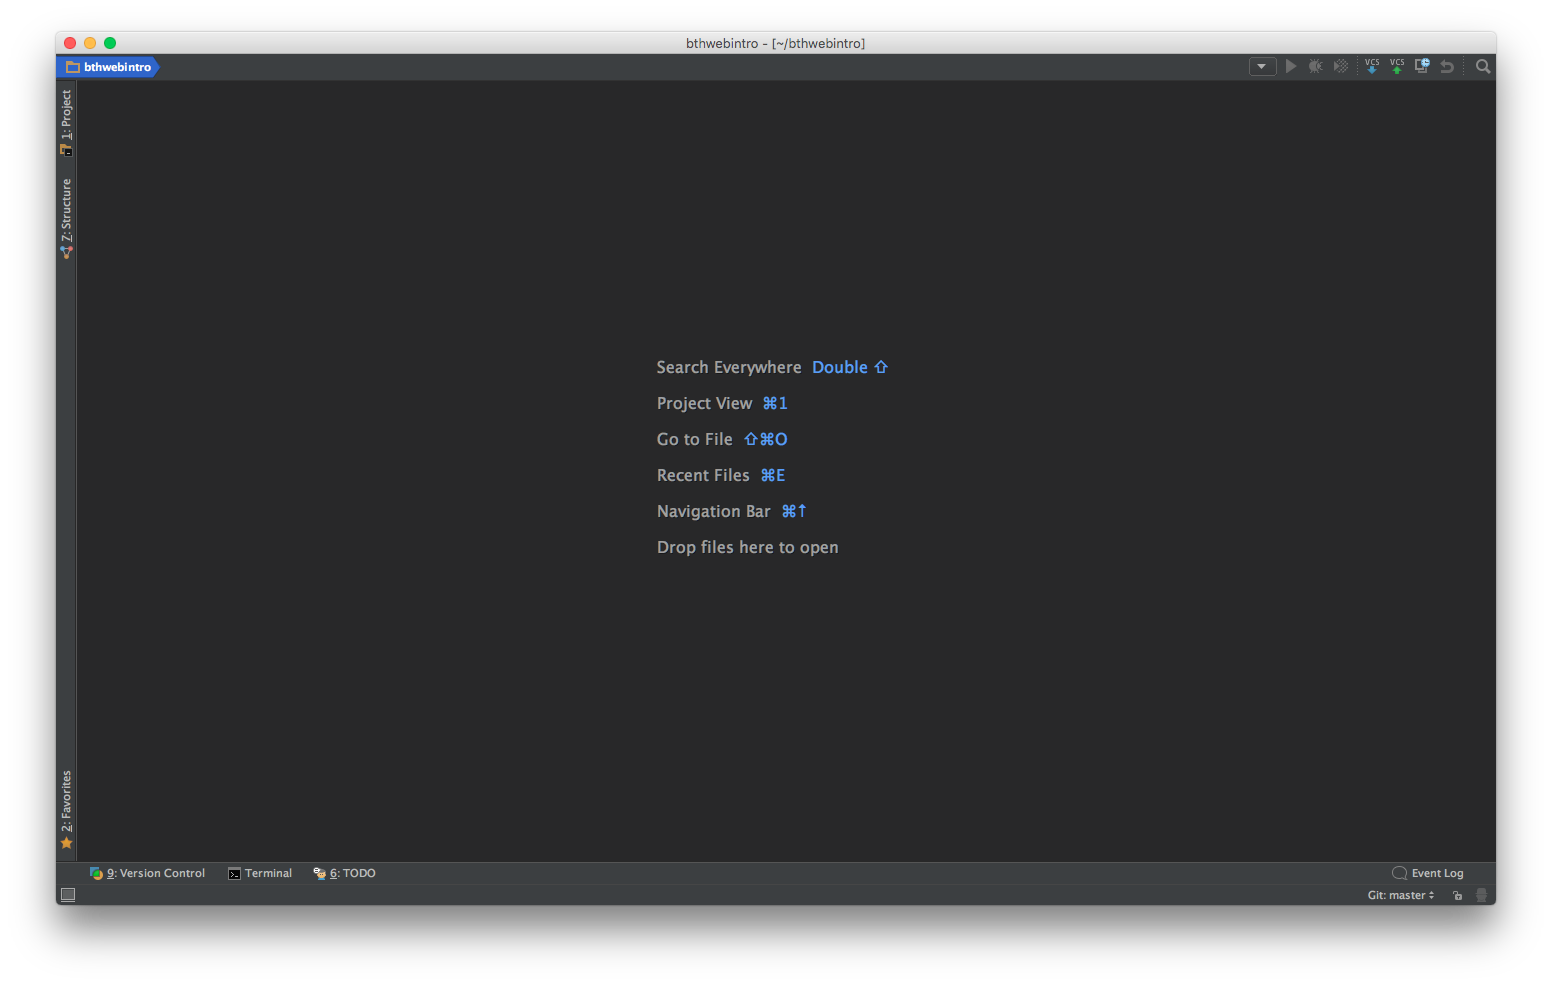 bthwebintro - [~/bthwebintro]
bthwebintro
VCS
VCS
1: Project
7: Structure
Search Everywhere Double ⇧
Project View ⌘1
Go to File ⇧⌘O
Recent Files ⌘E
Navigation Bar ⌘↑
Drop files here to open
2: Favorites
9: Version Control
Terminal
6: TODO
Event Log
Git: master